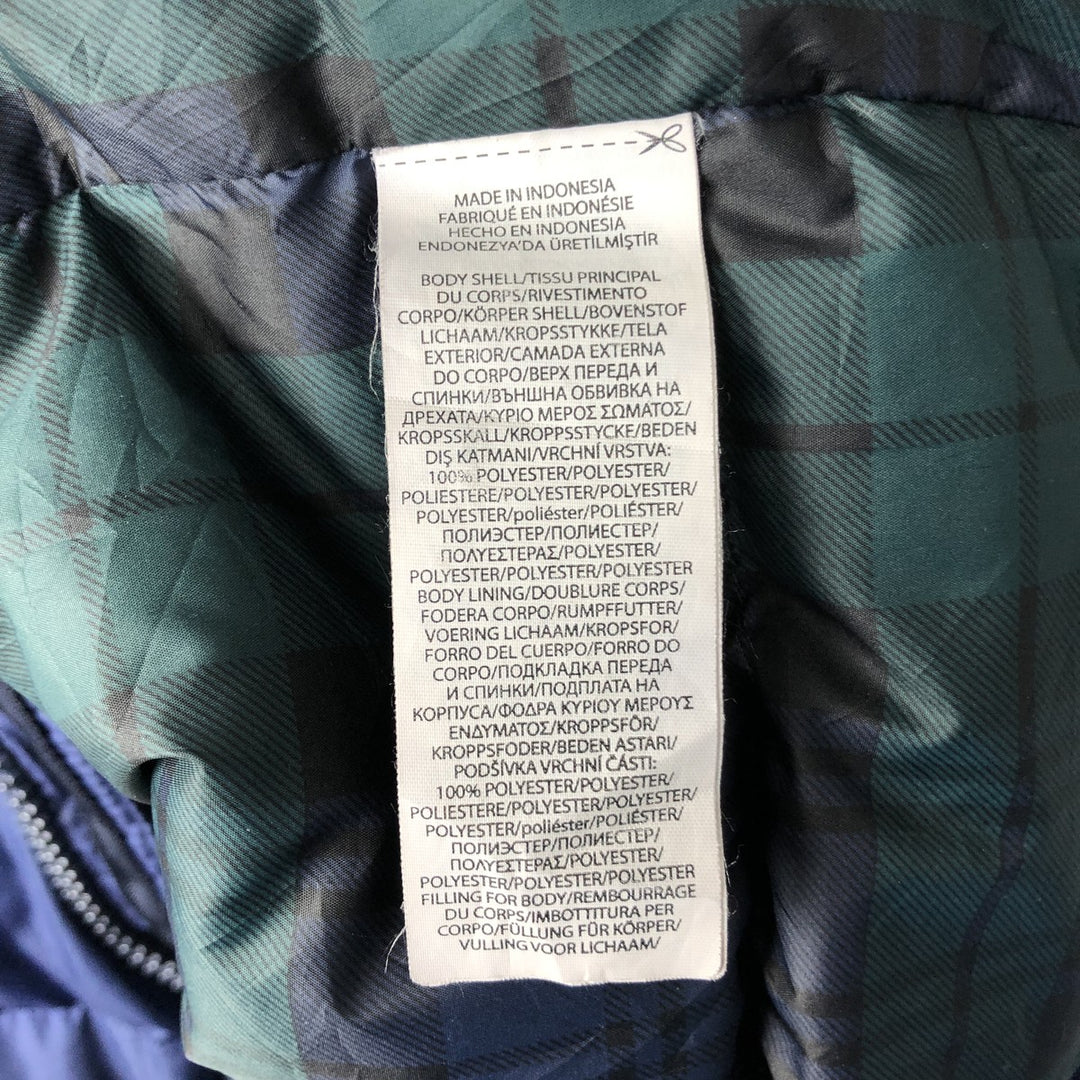 MADE IN INDONESIA
FABRIQUÉ EN INDONÉSIE
HECHO EN INDONESIA
ENDONEZYA'DA ÜRETİLMİŞTİR
BODY SHELL/TISSU PRINCIPAL
DU CORPS/RIVESTIMENTO
CORPO/KÖRPER SHELL/BOVENSTOF
LICHAAM/KROPSSTYKKE/TELA
EXTERIOR/CAMADA EXTERNA
DO CORPO/ВЕРХ ПЕРЕДА И
СПИНКИ/ВЪНШНА ОБВИВКА НА
ДРЕХАТА/ΚΥΡΙΟ ΜΕΡΟΣ ΣΩΜΑΤΟΣ/
KROPSSKALL/KROPPSSTYCKE/BEDEN
DIŞ KATMANI/VRCHNÍ VRSTVA:
100% POLYESTER/POLYESTER/
POLIESTERE/POLYESTER/POLYESTER/
POLYESTER/poliéster/POLIÉSTER/
ПОЛИЭСТЕР/ПОЛИЕСТЕР/
ΠΟΛΥΕΣΤΕΡΑΣ/POLYESTER/
POLYESTER/POLYESTER/POLYESTER
BODY LINING/DOUBLURE CORPS/
FODERA CORPO/RUMPFFUTTER/
VOERING LICHAAM/KROPSFOR/
FORRO DEL CUERPO/FORRO DO
CORPO/ПОДКЛАДКА ПЕРЕДА
И СПИНКИ/ПОДПЛАТА НА
КОРПУСА/ΦΟΔΡΑ ΚΥΡΙΟΥ ΜΕΡΟΥΣ
ΕΝΔΥΜΑΤΟΣ/KROPPSFÔR/
KROPPSFODER/BEDEN ASTARI/
PODŠÍVKA VRCHNÍ ČÁSTI:
100% POLYESTER/POLYESTER/
POLIESTERE/POLYESTER/POLYESTER/
POLYESTER/poliéster/POLIÉSTER/
ПОЛИЭСТЕР/ПОЛИЕСТЕР/
ΠΟΛΥΕΣΤΕΡΑΣ/POLYESTER/
POLYESTER/POLYESTER/POLYESTER
FILLING FOR BODY/REMBOURRAGE
DU CORPS/IMBOTTITURA PER
CORPO/FÜLLUNG FÜR KÖRPER/
VULLING VOOR LICHAAM/